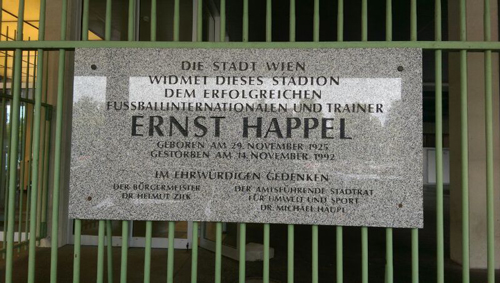 DIE STADT WIEN
WIDMET DIESES STADION
DEM ERFOLGREICHEN
FUSSBALLINTERNATIONALEN UND TRAINER
ERNST HAPPEL
GEBOREN AM 29. NOVEMBER 1925
GESTORBEN AM 14. NOVEMBER 1992
IM EHRWÜRDIGEN GEDENKEN
DER BÜRGERMEISTER DER AMTSFÜHRENDE STADTRAT
DR. HELMUT ZILK FÜR UMWELT UND SPORT
DR. MICHAEL HÄUPL